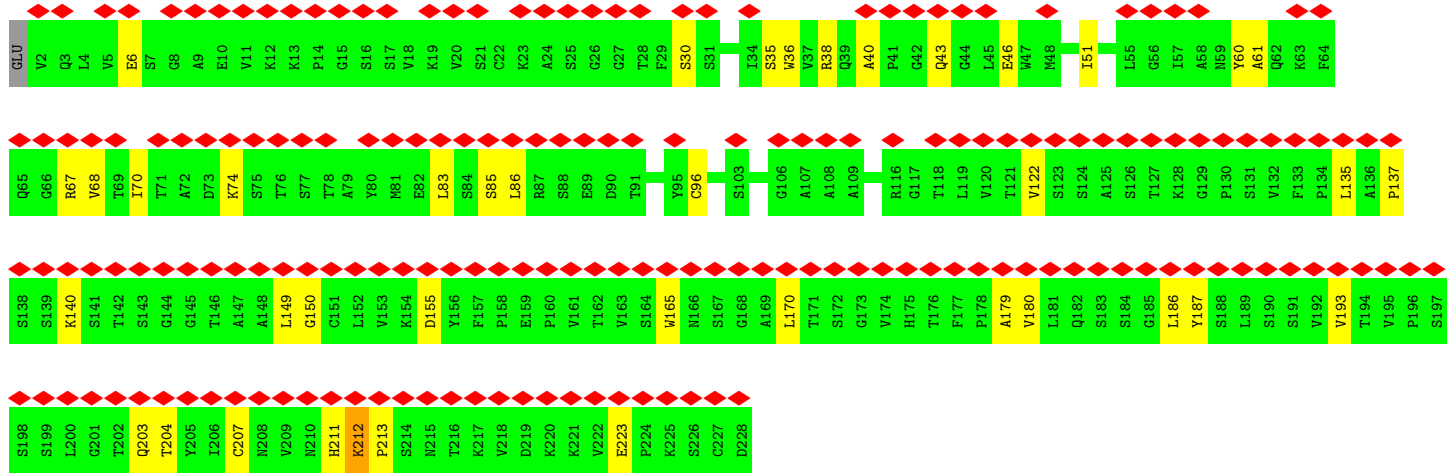 GLU V2 Q3 L4 V5 E6 S7 G8 A9 E10 V11 K12 K13 P14 G15 S16 S17 V18 K19 V20 S21 C22 K23 A24 S25 G26 G27 T28 F29 S30 S31 I34 S35 W36 V37 R38 Q39 A40 P41 G42 Q43 G44 L45 E46 W47 M48 I51 L55 G56 I57 A58 N59 Y60 A61 Q62 K63 F64
Q65 G66 R67 V68 T69 I70 T71 A72 D73 K74 S75 T76 S77 T78 A79 Y80 M81 E82 L83 S84 S85 L86 R87 S88 E89 D90 T91 Y95 C96 S103 G106 A107 A108 A109 R116 G117 T118 L119 V120 T121 V122 S123 S124 A125 S126 T127 K128 G129 P130 S131 V132 F133 P134 L135 A136 P137
S138 S139 K140 S141 T142 S143 G144 G145 T146 A147 A148 L149 G150 C151 L152 V153 K154 D155 Y156 F157 P158 E159 P160 V161 T162 V163 S164 W165 N166 S167 G168 A169 L170 T171 S172 G173 V174 H175 T176 F177 P178 A179 V180 L181 Q182 S183 S184 G185 L186 Y187 S188 L189 S190 S191 V192 V193 T194 V195 P196 S197
S198 S199 L200 G201 T202 Q203 T204 Y205 I206 C207 N208 V209 N210 H211 K212 P213 S214 N215 T216 K217 V218 D219 K220 K221 V222 E223 P224 K225 S226 C227 D228